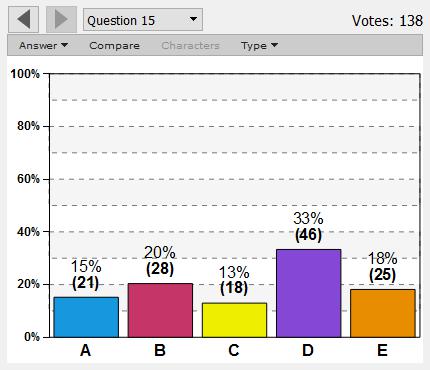 Question 15
Votes: 138
Answer
Compare
Characters
Type
100%
80%
60%
40%
20%
0%
15%
(21)
20%
(28)
13%
(18)
33%
(46)
18%
(25)
A
B
C
D
E